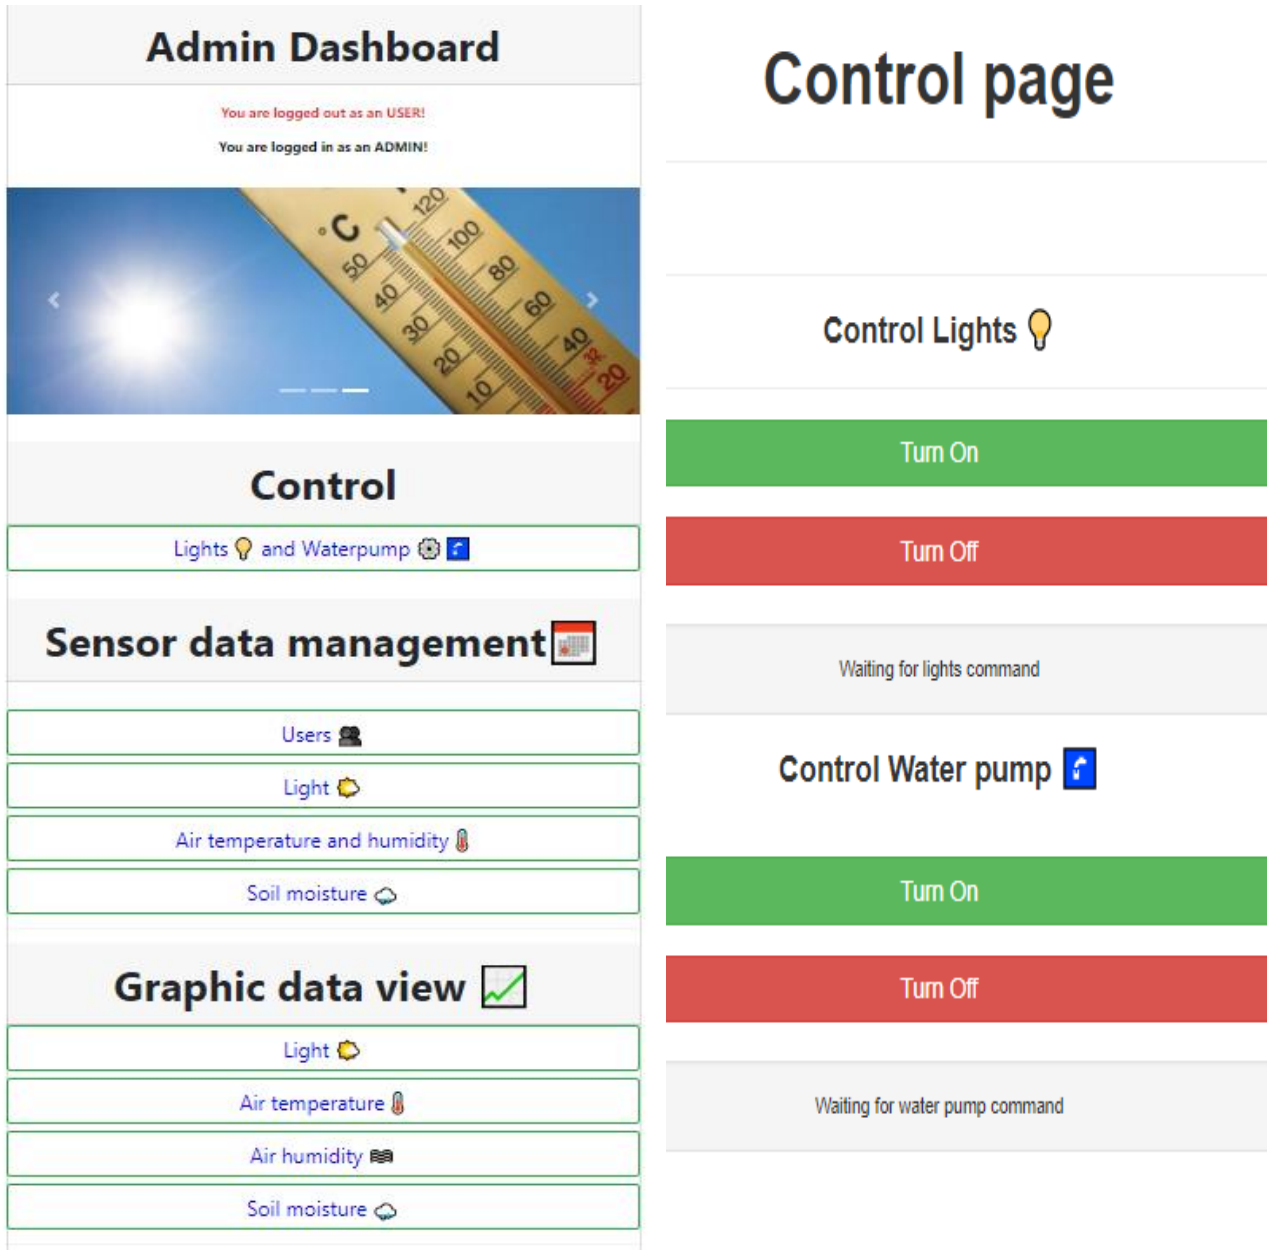 Admin Dashboard
You are logged out as an USER!
You are logged in as an ADMIN!
°C
120
50
100
40
80
30
60
20
40
32
10
20
Control
Lights and Waterpump
Sensor data management
Users
Light
Air temperature and humidity
Soil moisture
Graphic data view
Light
Air temperature
Air humidity
Soil moisture
Control page
Control Lights
Turn On
Turn Off
Waiting for lights command
Control Water pump
Turn On
Turn Off
Waiting for water pump command